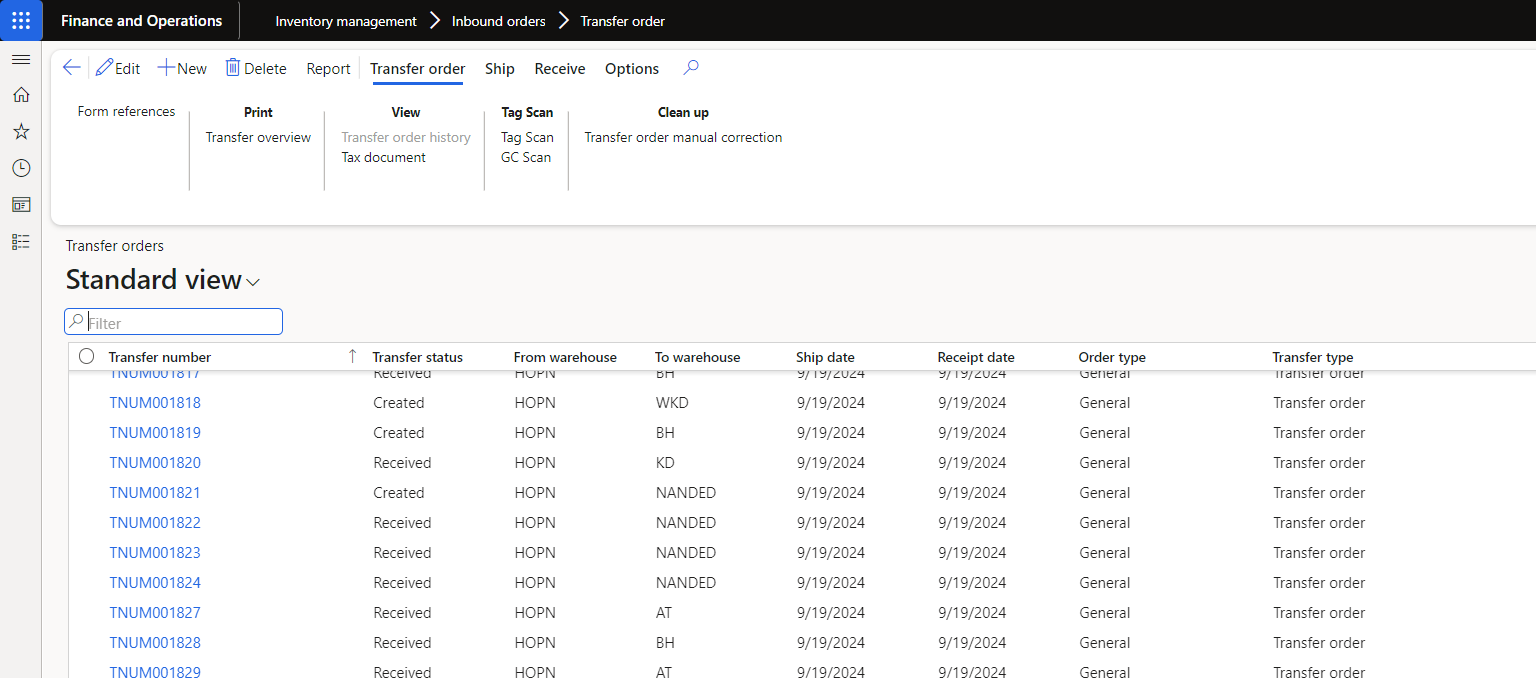 Finance and Operations Inventory management Inbound orders Transfer order
Edit New Delete Report Transfer order Ship Receive Options
Form references Print View Tag Scan Clean up
Transfer overview Transfer order history Tag Scan Transfer order manual correction
Tax document GC Scan
Transfer orders
Standard view
Filter
Transfer number Transfer status From warehouse To warehouse Ship date Receipt date Order type Transfer type
TNUM001817 Received HOPN BH 9/19/2024 9/19/2024 General Transfer order
TNUM001818 Created HOPN WKD 9/19/2024 9/19/2024 General Transfer order
TNUM001819 Created HOPN BH 9/19/2024 9/19/2024 General Transfer order
TNUM001820 Received HOPN KD 9/19/2024 9/19/2024 General Transfer order
TNUM001821 Created HOPN NANDED 9/19/2024 9/19/2024 General Transfer order
TNUM001822 Received HOPN NANDED 9/19/2024 9/19/2024 General Transfer order
TNUM001823 Received HOPN NANDED 9/19/2024 9/19/2024 General Transfer order
TNUM001824 Received HOPN NANDED 9/19/2024 9/19/2024 General Transfer order
TNUM001827 Received HOPN AT 9/19/2024 9/19/2024 General Transfer order
TNUM001828 Received HOPN BH 9/19/2024 9/19/2024 General Transfer order
TNUM001829 Received HOPN AT 9/19/2024 9/19/2024 General Transfer order